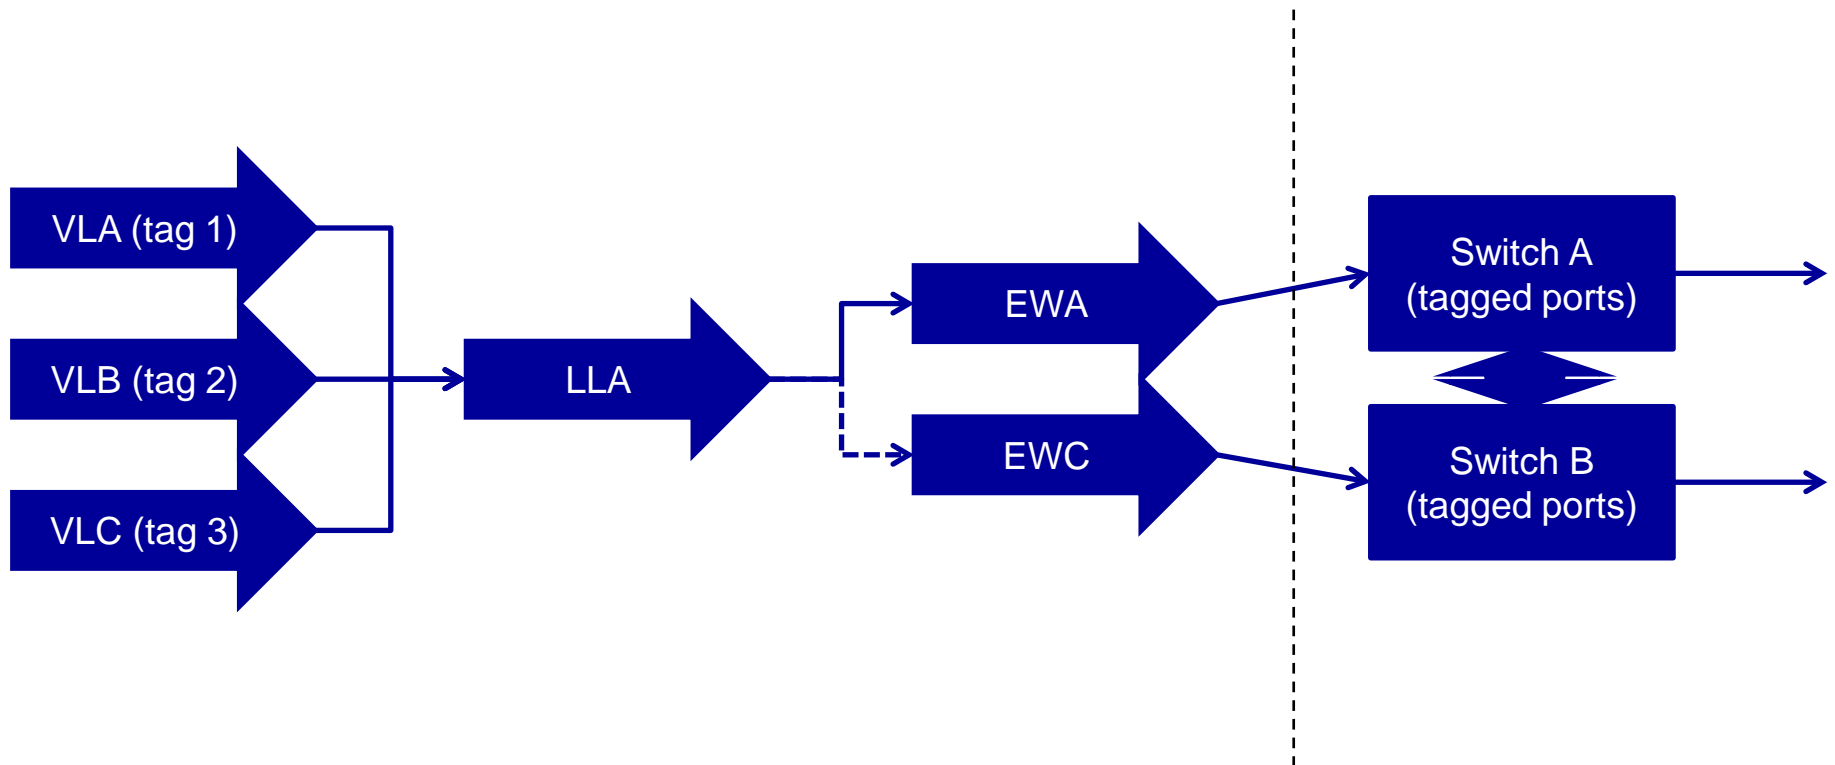 VLA (tag 1)
VLB (tag 2)
VLC (tag 3)
LLA
EWA
EWC
Switch A
(tagged ports)
Switch B
(tagged ports)